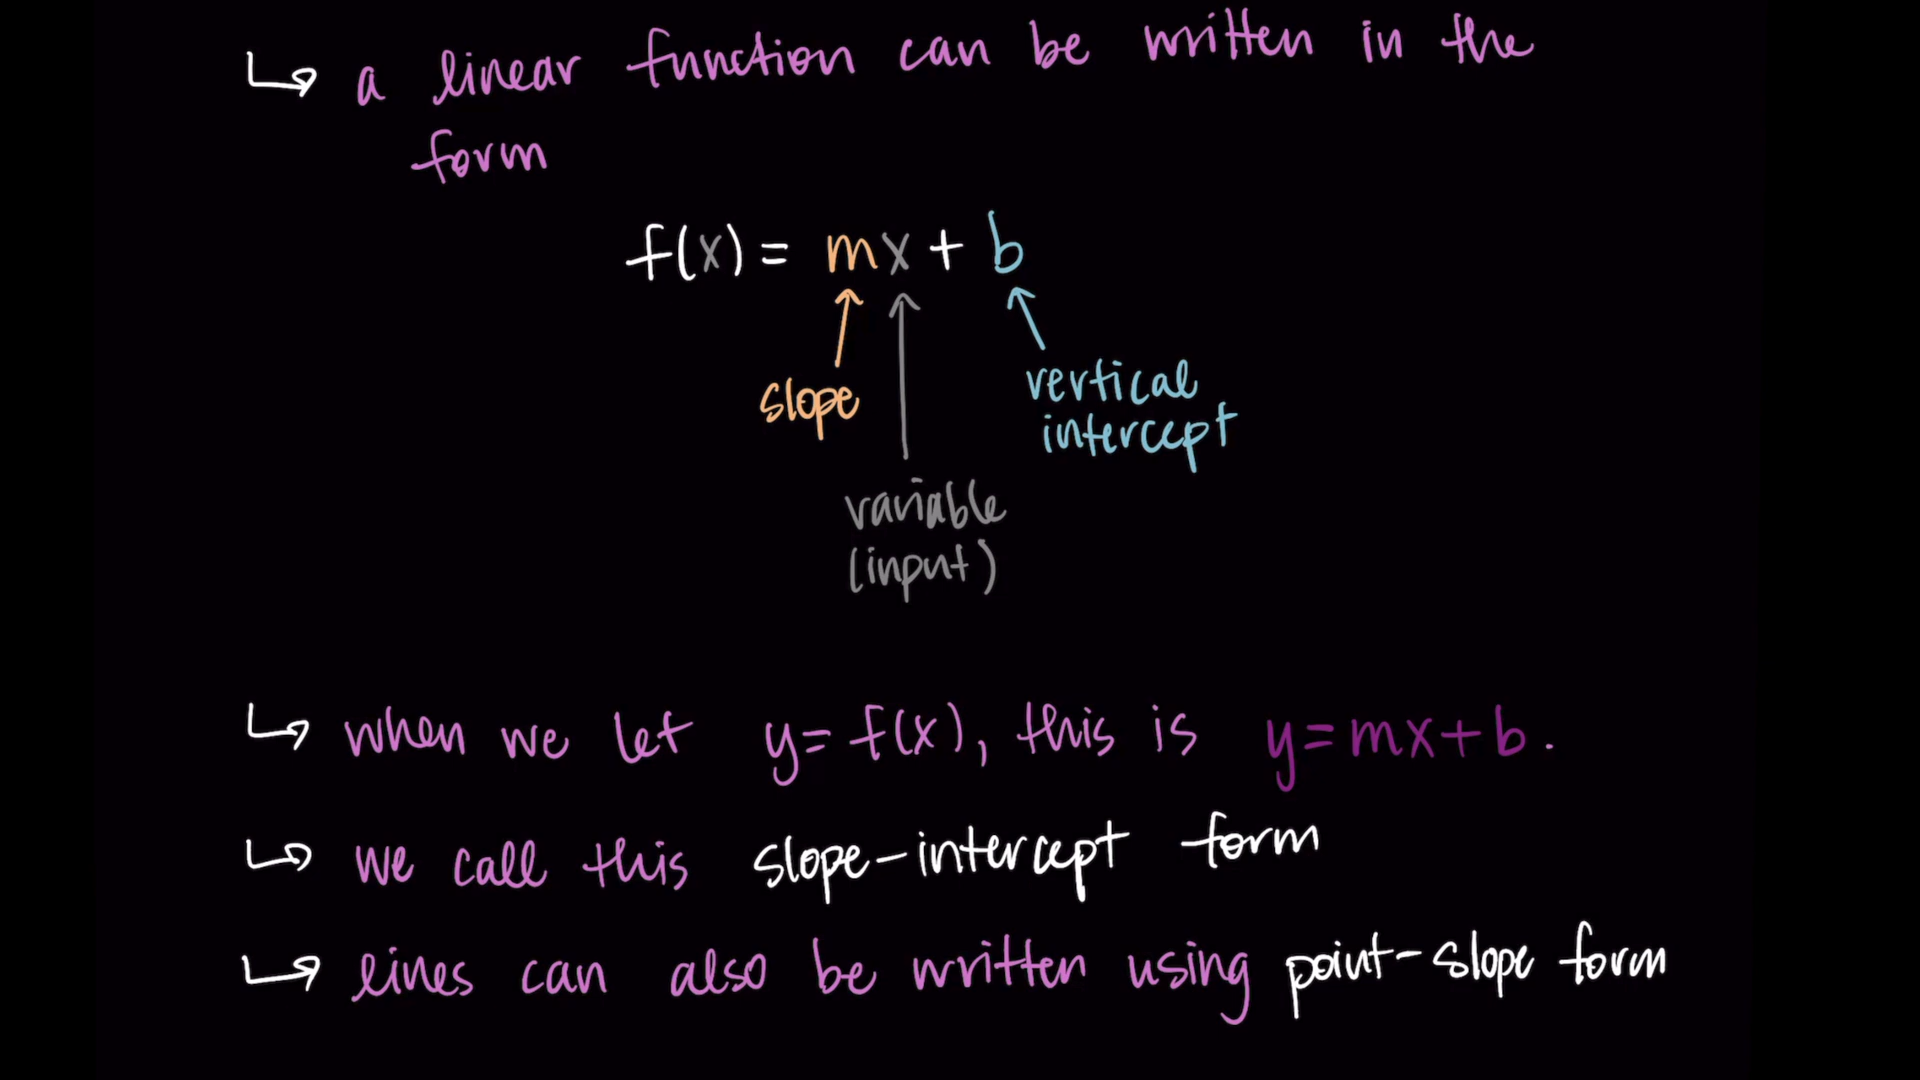 ↳ a linear function can be written in the
form
f(x) = mx + b
slope
vertical
intercept
variable
(input)
↳ when we let y = f(x), this is y = mx + b.
↳ we call this slope-intercept form
↳ lines can also be written using point-slope form